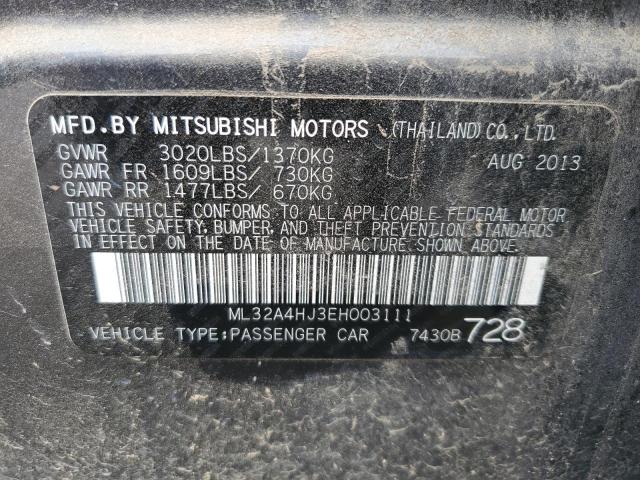 MFD.BY MITSUBISHI MOTORS (THAILAND)CO.,LTD.
GVWR 3020LBS/1370KG AUG 2013
GAWR FR 1609LBS/ 730KG
GAWR RR 1477LBS/ 670KG
THIS VEHICLE CONFORMS TO ALL APPLICABLE FEDERAL MOTOR
VEHICLE SAFETY, BUMPER, AND THEFT PREVENTION STANDARDS
IN EFFECT ON THE DATE OF MANUFACTURE SHOWN ABOVE.
ML32A4HJ3EH003111
VEHICLE TYPE:PASSENGER CAR 7430B 728